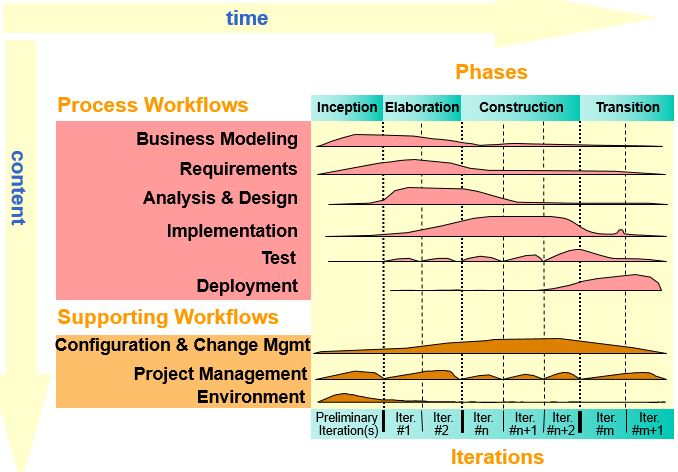 time
Phases
Process Workflows
Inception Elaboration Construction Transition
content
Business Modeling
Requirements
Analysis & Design
Implementation
Test
Deployment
Supporting Workflows
Configuration & Change Mgmt
Project Management
Environment
Preliminary Iter. Iter. Iter. Iter. Iter. Iter. Iter.
Iteration(s) #1 #2 #n #n+1 #n+2 #m #m+1
Iterations